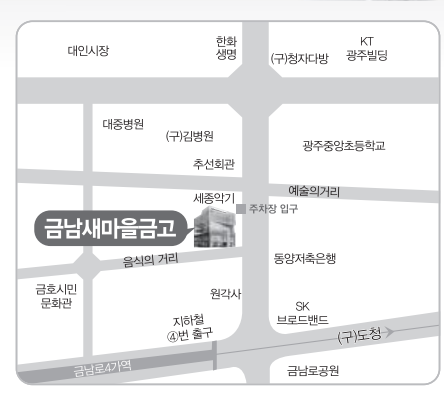 대인시장
한화
생명
(구)청자다방
KT
광주빌딩
대중병원
(구)김병원
광주중앙초등학교
추선회관
세종악기
예술의거리
주차장 입구
금남새마을금고
음식의 거리
동양저축은행
금호시민
문화관
원각사
SK
브로드밴드
지하철
④번 출구
(구)도청
금남로4가역
금남로공원